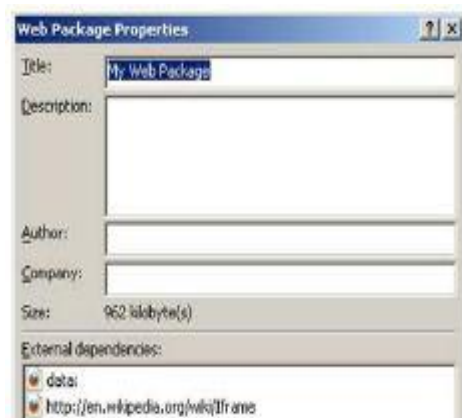 Web Package Properties
Title: My Web Package
Description:
Author:
Company:
Size: 962 kilobyte(s)
External dependencies:
data:
http://en.wikipedia.org/wiki/Iframe